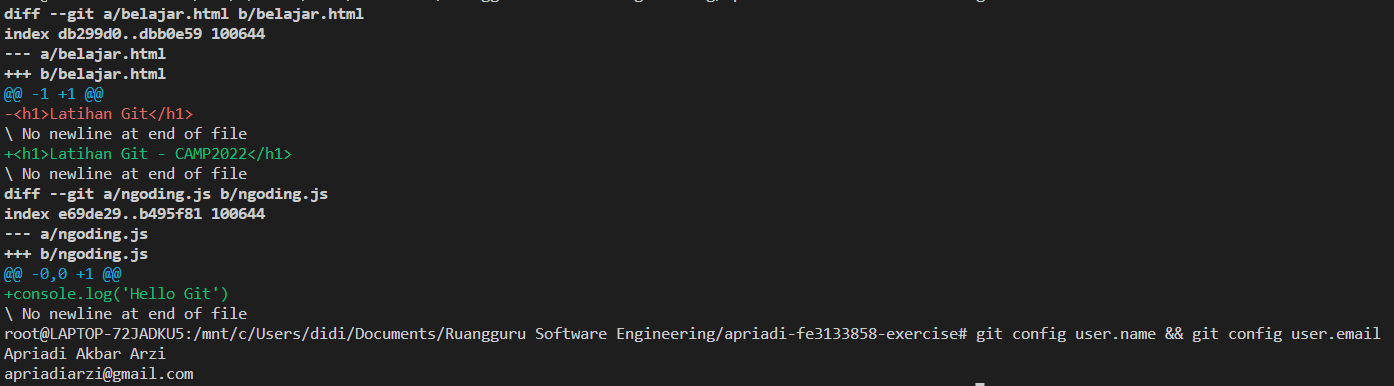 diff --git a/belajar.html b/belajar.html
index db299d0..dbb0e59 100644
--- a/belajar.html
+++ b/belajar.html
@@ -1 +1 @@
-<h1>Latihan Git</h1>
\ No newline at end of file
+<h1>Latihan Git - CAMP2022</h1>
\ No newline at end of file
diff --git a/ngoding.js b/ngoding.js
index e69de29..b495f81 100644
--- a/ngoding.js
+++ b/ngoding.js
@@ -0,0 +1 @@
+console.log('Hello Git')
\ No newline at end of file
root@LAPTOP-72JADKU5:/mnt/c/Users/didi/Documents/Ruangguru Software Engineering/apriadi-fe3133858-exercise# git config user.name && git config user.email
Apriadi Akbar Arzi
apriadiarzi@gmail.com